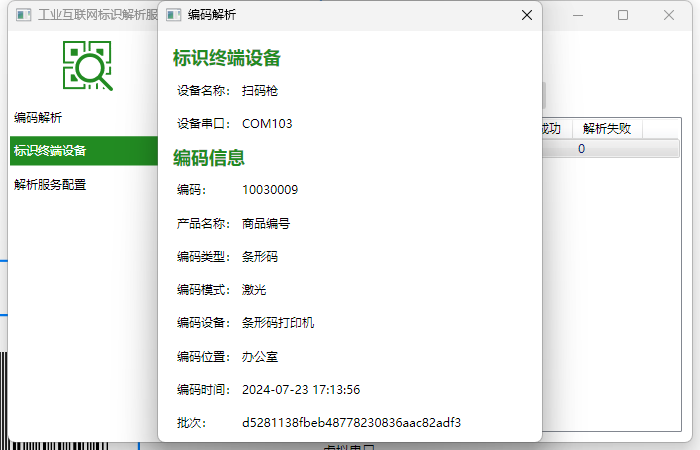 工业互联网标识解析服
编码解析
编码解析
标识终端设备
解析服务配置
标识终端设备
设备名称： 扫码枪
设备串口： COM103
编码信息
编码： 10030009
产品名称： 商品编号
编码类型： 条形码
编码模式： 激光
编码设备： 条形码打印机
编码位置： 办公室
编码时间： 2024-07-23 17:13:56
批次： d5281138fbeb48778230836aac82adf3
成功 解析失败
0
虚拟串口